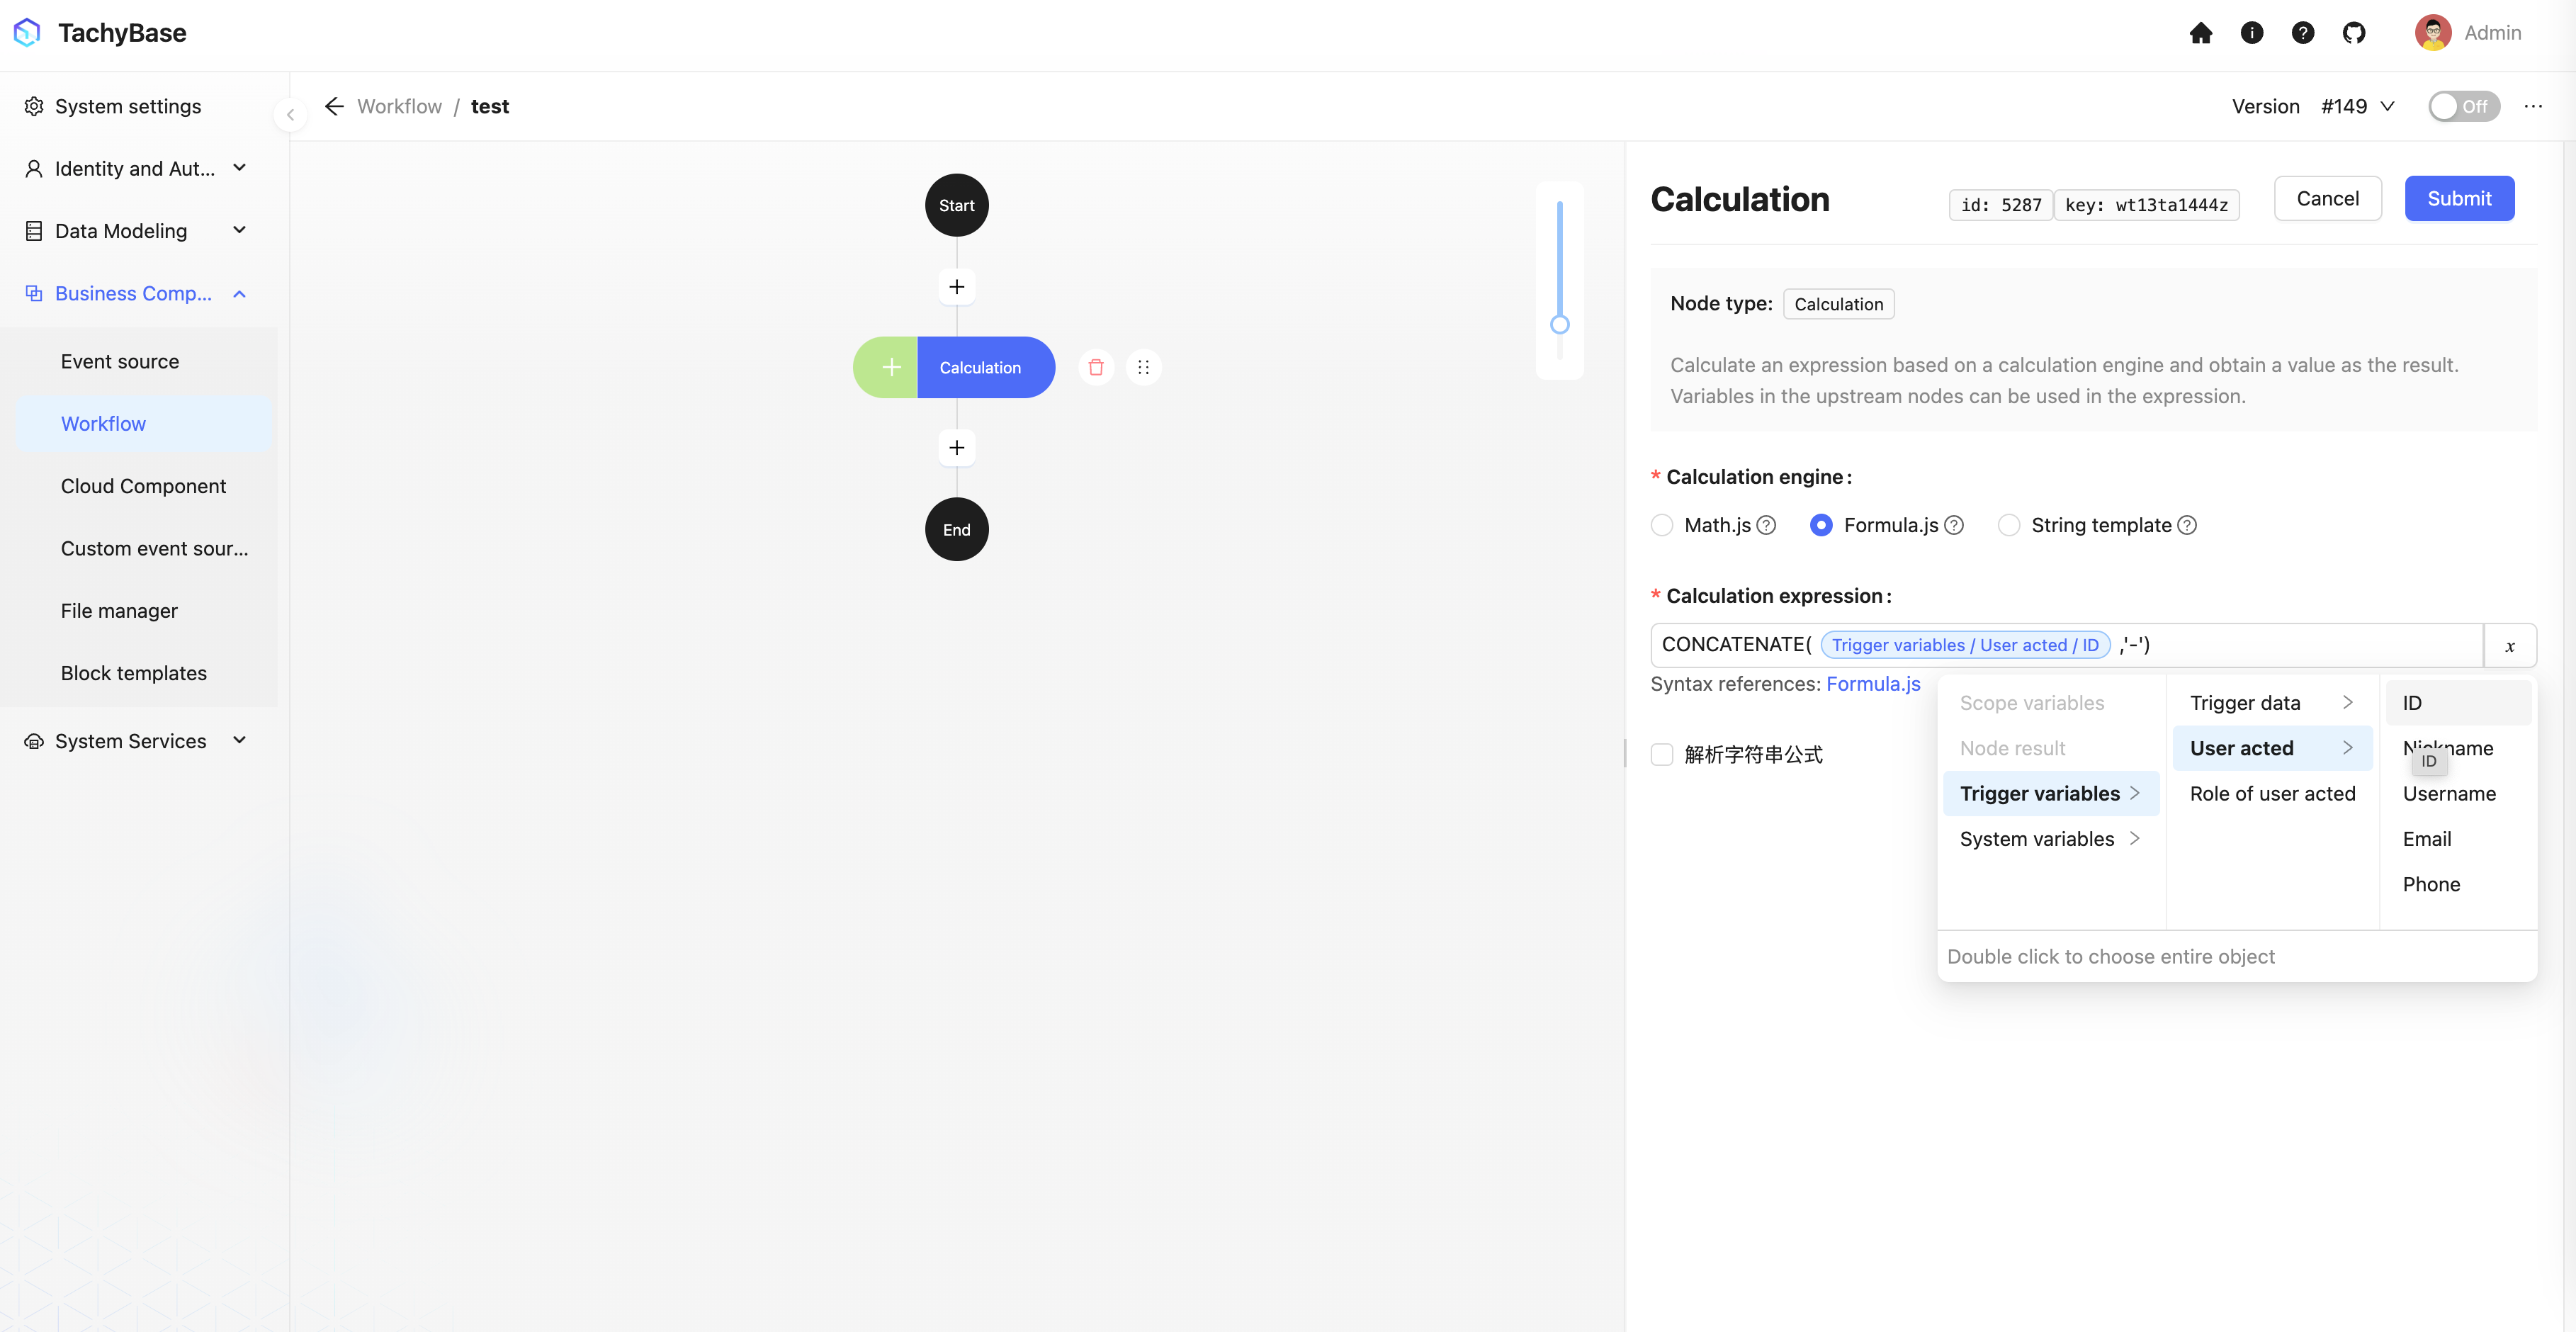 TachyBase
Admin
System settings
Identity and Aut...
Data Modeling
Business Comp...
Event source
Workflow
Cloud Component
Custom event sour...
File manager
Block templates
System Services
Workflow / test
Version #149
Off
Start
Calculation
End
Calculation
id: 5287
key: wt13ta1444z
Cancel
Submit
Node type: Calculation
Calculate an expression based on a calculation engine and obtain a value as the result.
Variables in the upstream nodes can be used in the expression.
* Calculation engine:
Math.js
Formula.js
String template
* Calculation expression:
CONCATENATE( Trigger variables / User acted / ID ,'-')
x
Syntax references: Formula.js
解析字符串公式
Scope variables
Node result
Trigger variables
System variables
Trigger data
User acted
Role of user acted
ID
Nickname
ID
Username
Email
Phone
Double click to choose entire object